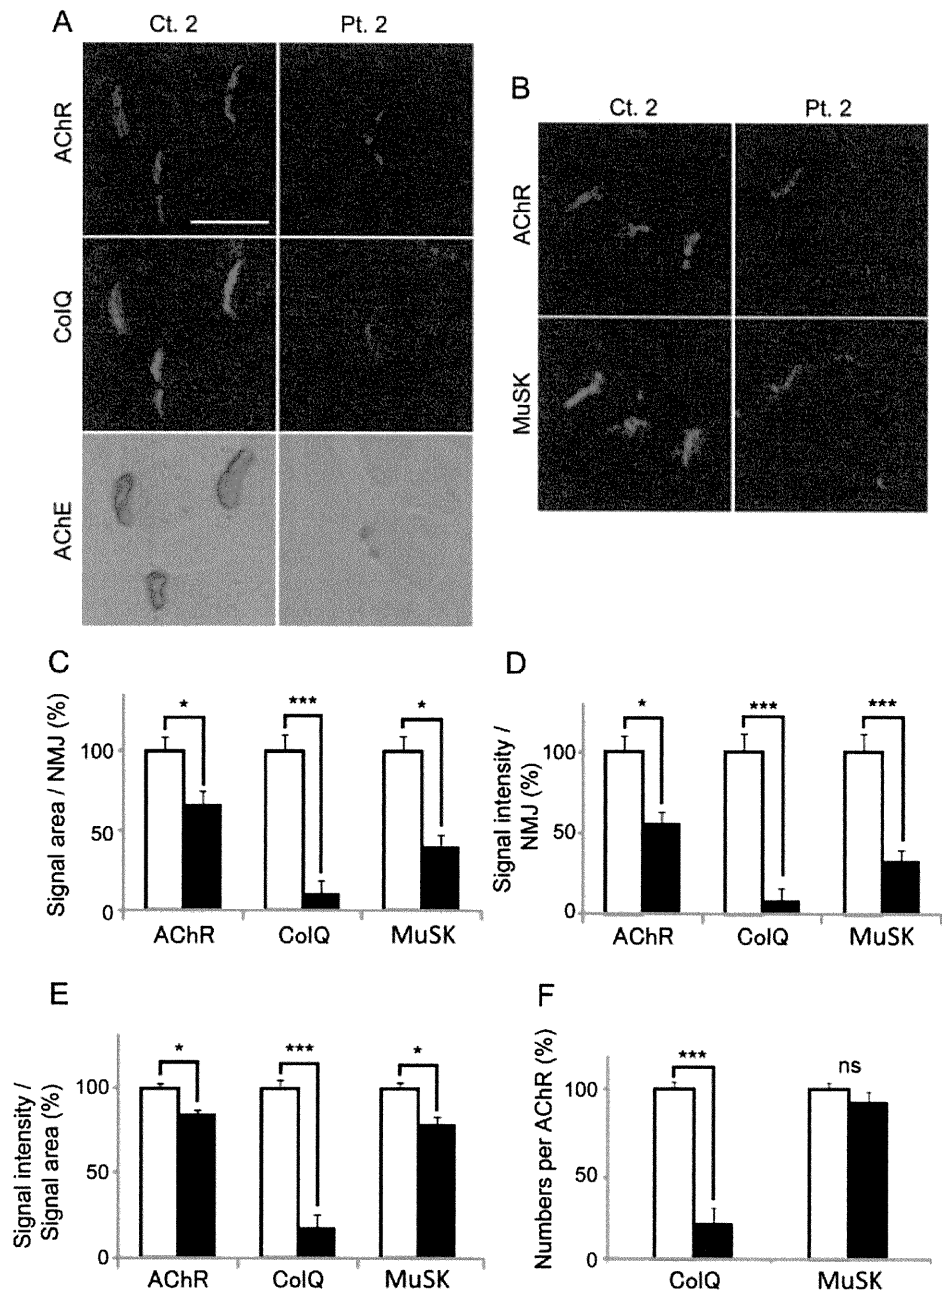 A
Ct. 2 Pt. 2
AChR
ColQ
AChE
B
Ct. 2 Pt. 2
AChR
MuSK
C
Signal area / NMJ (%)
100
50
0
* *** *
AChR ColQ MuSK
D
Signal intensity /
NMJ (%)
100
50
0
* *** ***
AChR ColQ MuSK
E
Signal intensity /
Signal area (%)
100
50
0
* *** *
AChR ColQ MuSK
F
Numbers per AChR (%)
100
50
0
*** ns
ColQ MuSK